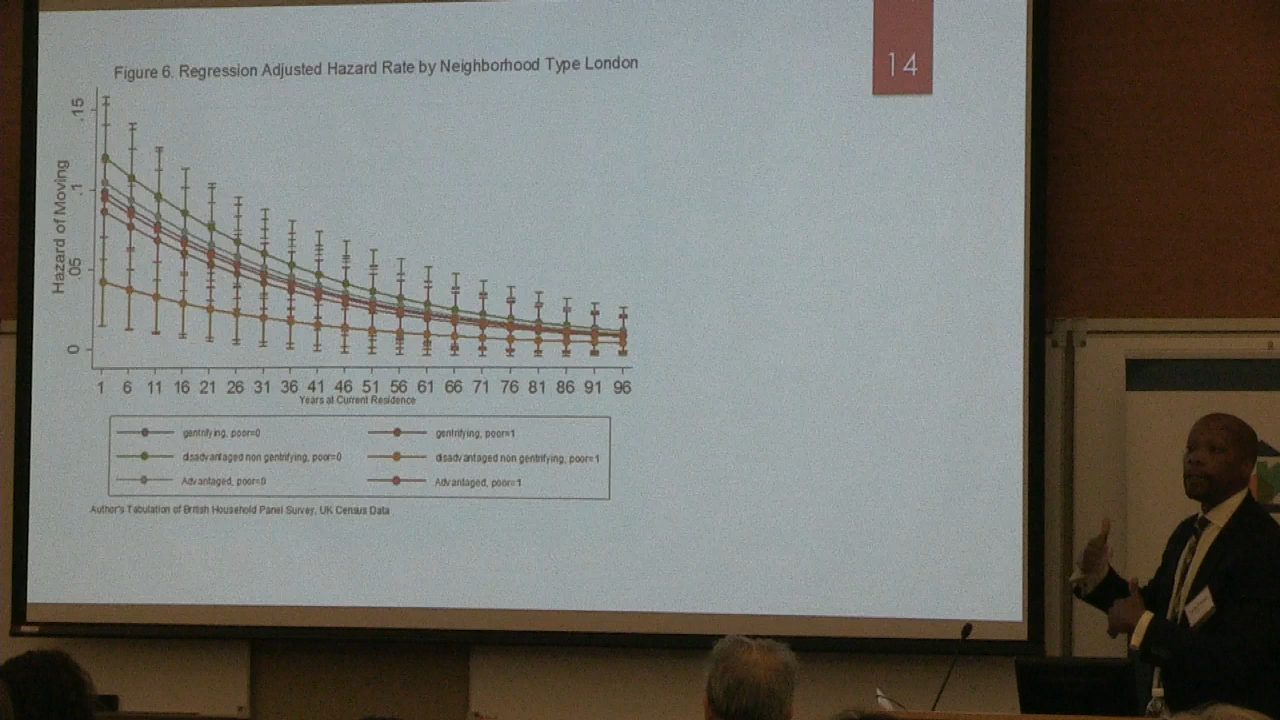 14
Figure 6. Regression Adjusted Hazard Rate by Neighborhood Type London
Hazard of Moving
.15
.1
.05
0
1 6 11 16 21 26 31 36 41 46 51 56 61 66 71 76 81 86 91 96
Years at Current Residence
gentrifying, poor=0 gentrifying, poor=1
disadvantaged non gentrifying, poor=0 disadvantaged non gentrifying, poor=1
Advantaged, poor=0 Advantaged, poor=1
Author's Tabulation of British Household Panel Survey, UK Census Data